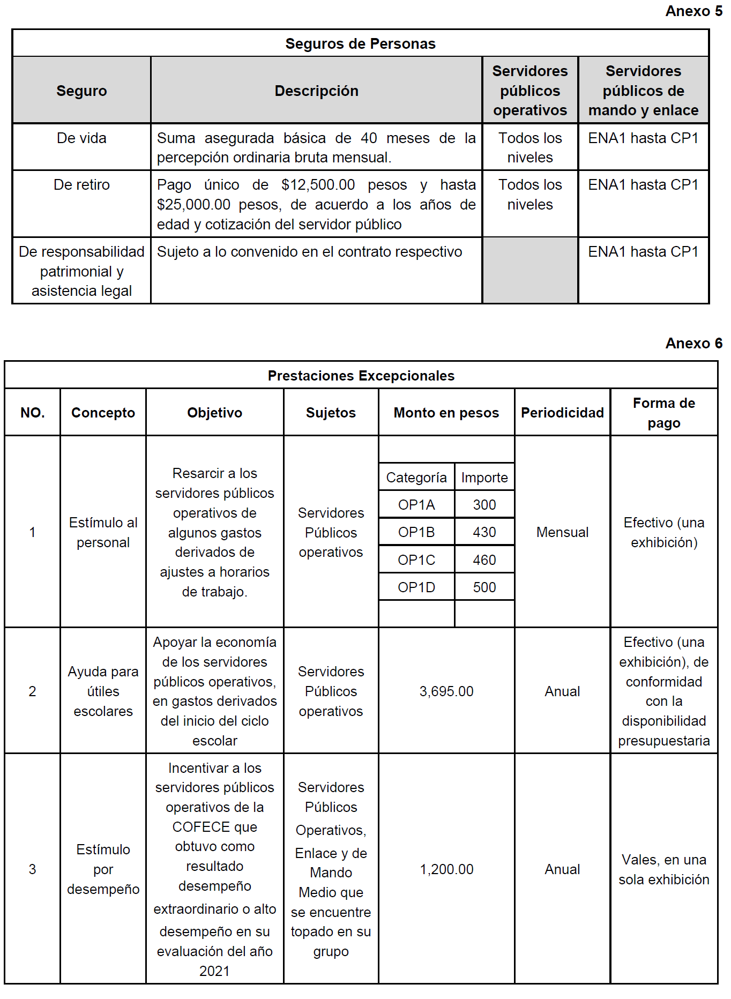 Anexo 5
Seguros de Personas
Seguro
Descripción
Servidores
públicos
operativos
Servidores
públicos de
mando y enlace
De vida
Suma asegurada básica de 40 meses de la
percepción ordinaria bruta mensual.
Todos los
niveles
ENA1 hasta CP1
De retiro
Pago único de $12,500.00 pesos y hasta
$25,000.00 pesos, de acuerdo a los años de
edad y cotización del servidor público
Todos los
niveles
ENA1 hasta CP1
De responsabilidad
patrimonial y
asistencia legal
Sujeto a lo convenido en el contrato respectivo
ENA1 hasta CP1
Anexo 6
Prestaciones Excepcionales
NO.
Concepto
Objetivo
Sujetos
Monto en pesos
Periodicidad
Forma de
pago
1
Estímulo al
personal
Resarcir a los
servidores públicos
operativos de
algunos gastos
derivados de
ajustes a horarios
de trabajo.
Servidores
Públicos
operativos
Categoría Importe
OP1A 300
OP1B 430
OP1C 460
OP1D 500
Mensual
Efectivo (una
exhibición)
2
Ayuda para
útiles
escolares
Apoyar la economía
de los servidores
públicos operativos,
en gastos derivados
del inicio del ciclo
escolar
Servidores
Públicos
operativos
3,695.00
Anual
Efectivo (una
exhibición), de
conformidad
con la
disponibilidad
presupuestaria
3
Estímulo
por
desempeño
Incentivar a los
servidores públicos
operativos de la
COFECE que
obtuvo como
resultado
desempeño
extraordinario o alto
desempeño en su
evaluación del año
2021
Servidores
Públicos
Operativos,
Enlace y de
Mando
Medio que
se encuentre
topado en su
grupo
1,200.00
Anual
Vales, en una
sola exhibición